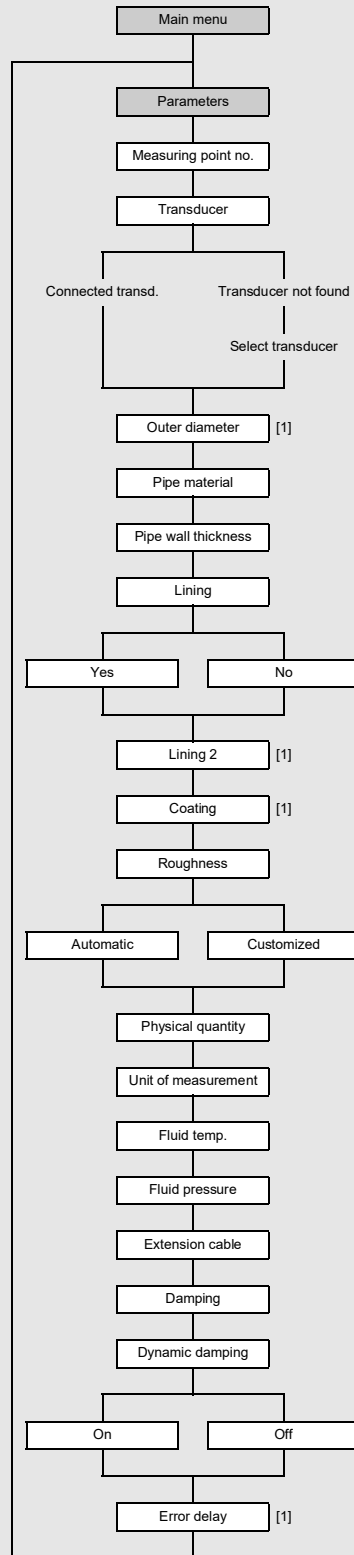 Main menu
Parameters
Measuring point no.
Transducer
Connected transd.
Transducer not found
Select transducer
Outer diameter [1]
Pipe material
Pipe wall thickness
Lining
Yes
No
Lining 2 [1]
Coating [1]
Roughness
Automatic
Customized
Physical quantity
Unit of measurement
Fluid temp.
Fluid pressure
Extension cable
Damping
Dynamic damping
On
Off
Error delay [1]